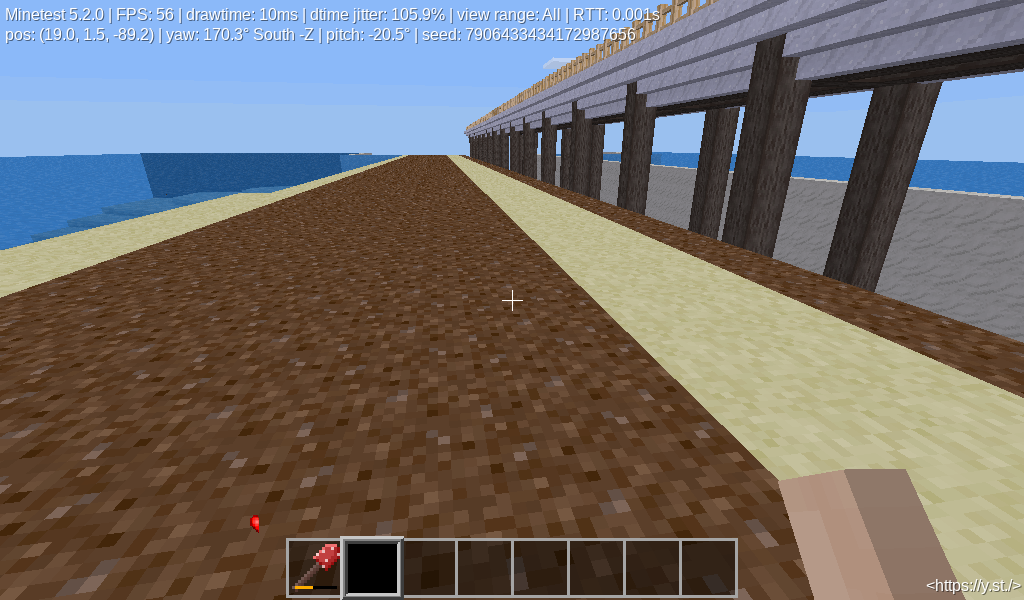 Minetest 5.2.0 | FPS: 56 | drawtime: 10ms | dtime jitter: 105.9% | view range: All | RTT: 0.001s
pos: (19.0, 1.5, -89.2) | yaw: 170.3° South -Z | pitch: -20.5° | seed: 7906433434172987656
<https://y.st./>